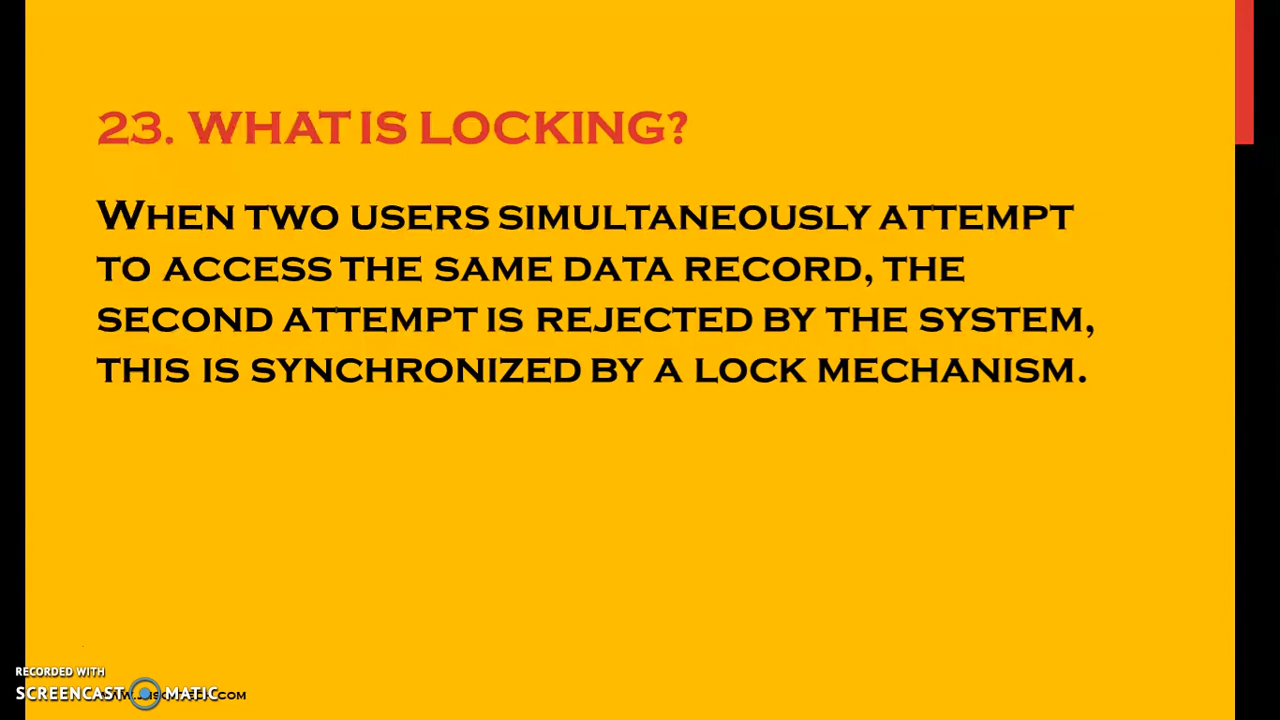 23. WHAT IS LOCKING?
WHEN TWO USERS SIMULTANEOUSLY ATTEMPT
TO ACCESS THE SAME DATA RECORD, THE
SECOND ATTEMPT IS REJECTED BY THE SYSTEM,
THIS IS SYNCHRONIZED BY A LOCK MECHANISM.
RECORDED WITH
SCREENCAST MATIC